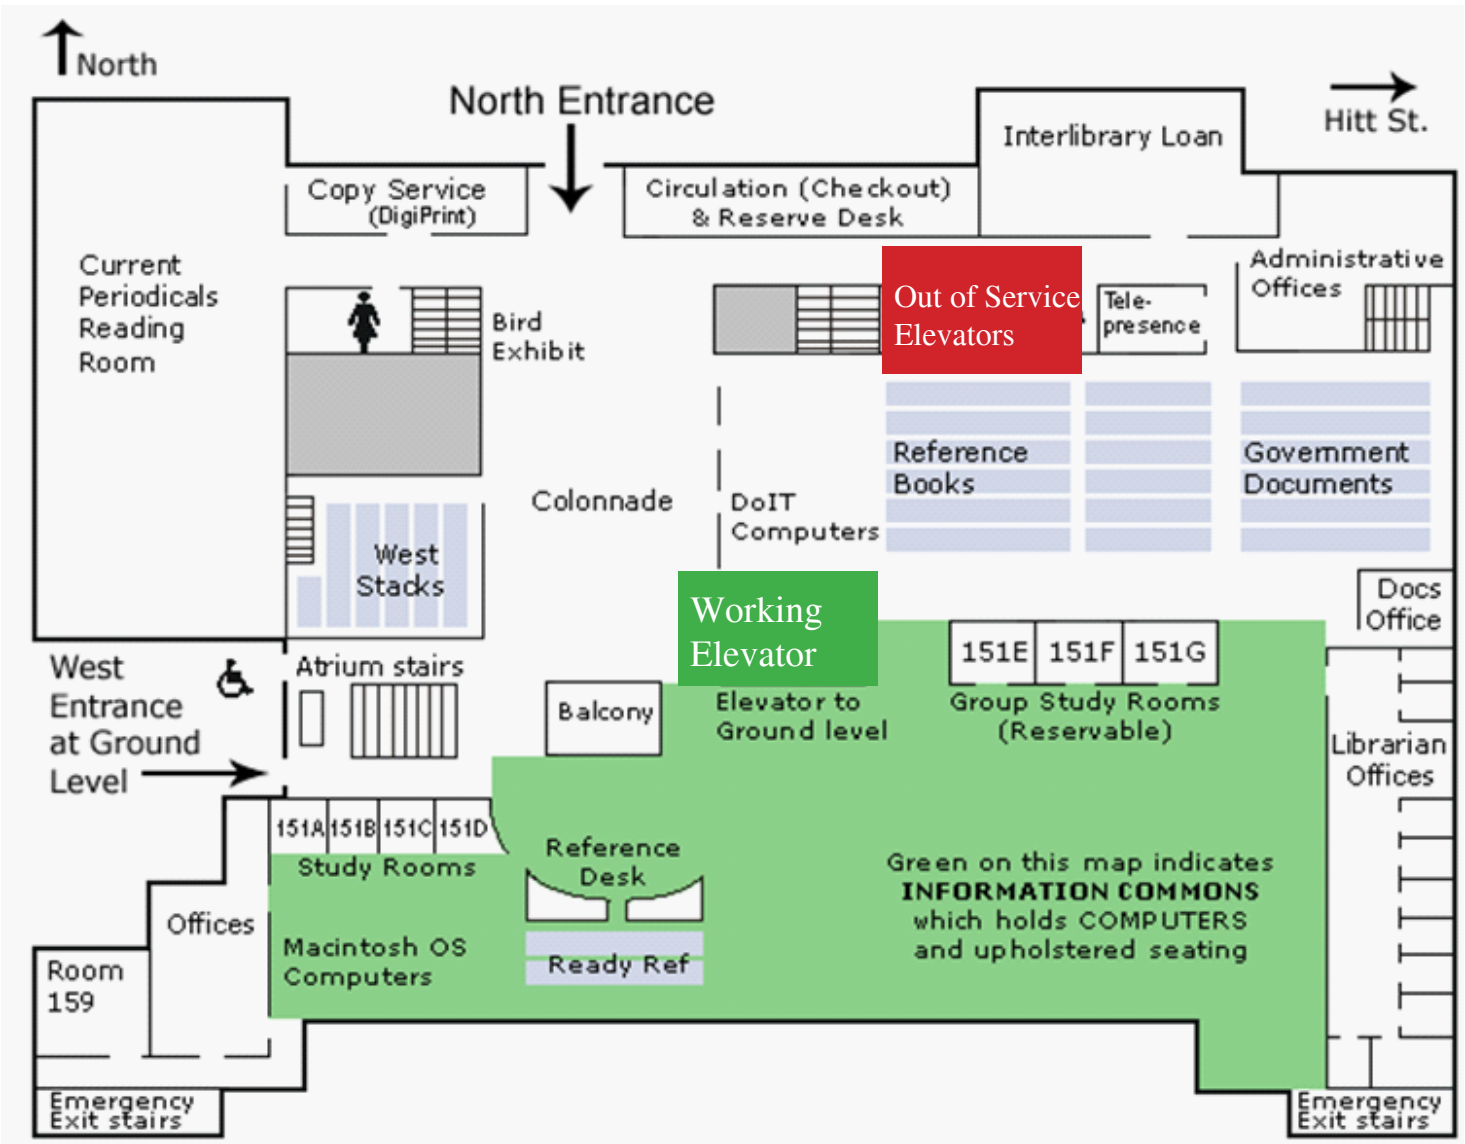 North
North Entrance
Hitt St.
Interlibrary Loan
Copy Service
(DigiPrint)
Circulation (Checkout)
& Reserve Desk
Current
Periodicals
Reading
Room
Bird
Exhibit
Out of Service
Elevators
Tele-
presence
Administrative
Offices
Reference
Books
Government
Documents
Colonnade
DoIT
Computers
West
Stacks
Working
Elevator
Docs
Office
West
Entrance
at Ground
Level
Atrium stairs
Balcony
Elevator to
Ground level
151E 151F 151G
Group Study Rooms
(Reservable)
Librarian
Offices
151A 151B 151C 151D
Study Rooms
Reference
Desk
Ready Ref
Green on this map indicates
INFORMATION COMMONS
which holds COMPUTERS
and upholstered seating
Offices
Macintosh OS
Computers
Room
159
Emergency
Exit stairs
Emergency
Exit stairs